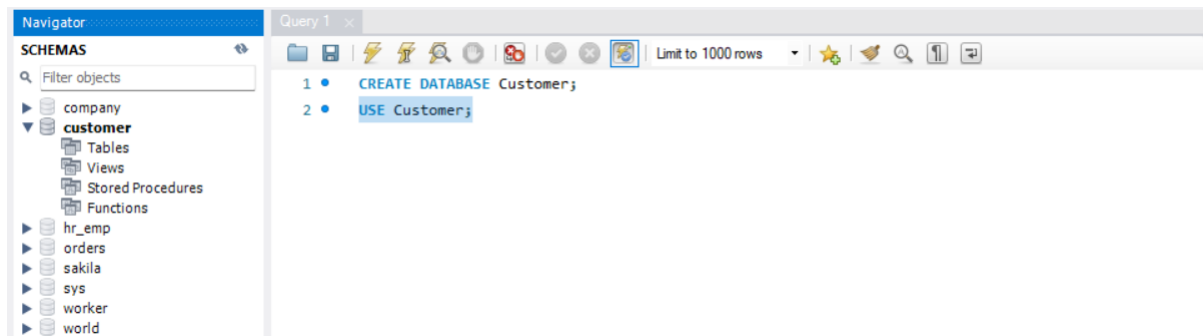 Navigator
SCHEMAS
Filter objects
company
customer
Tables
Views
Stored Procedures
Functions
hr_emp
orders
sakila
sys
worker
world
Query 1
Limit to 1000 rows
1 CREATE DATABASE Customer;
2 USE Customer;